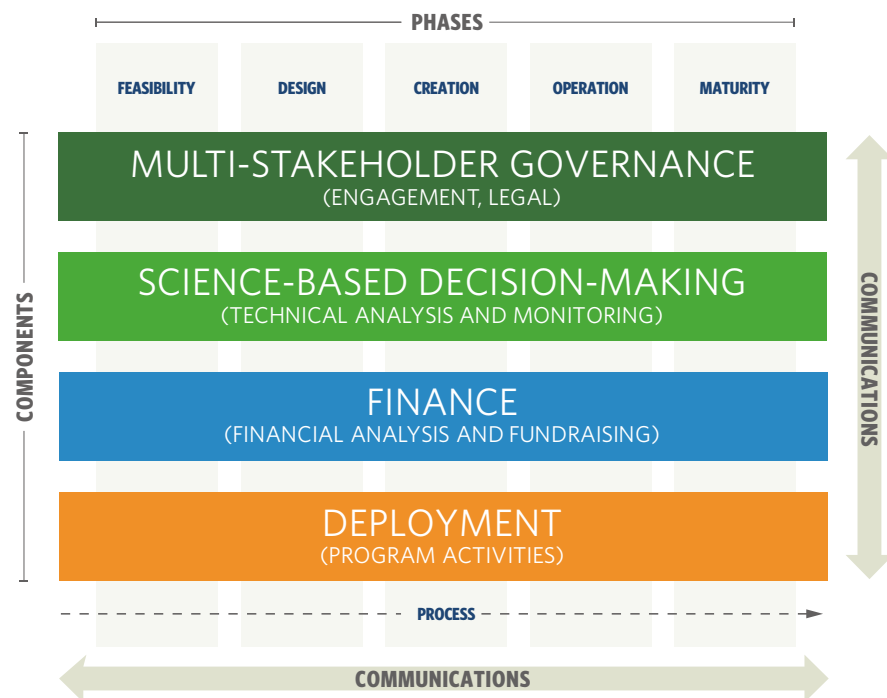 PHASES
FEASIBILITY
DESIGN
CREATION
OPERATION
MATURITY
COMPONENTS
MULTI-STAKEHOLDER GOVERNANCE
(ENGAGEMENT, LEGAL)
SCIENCE-BASED DECISION-MAKING
(TECHNICAL ANALYSIS AND MONITORING)
FINANCE
(FINANCIAL ANALYSIS AND FUNDRAISING)
DEPLOYMENT
(PROGRAM ACTIVITIES)
COMMUNICATIONS
PROCESS
COMMUNICATIONS